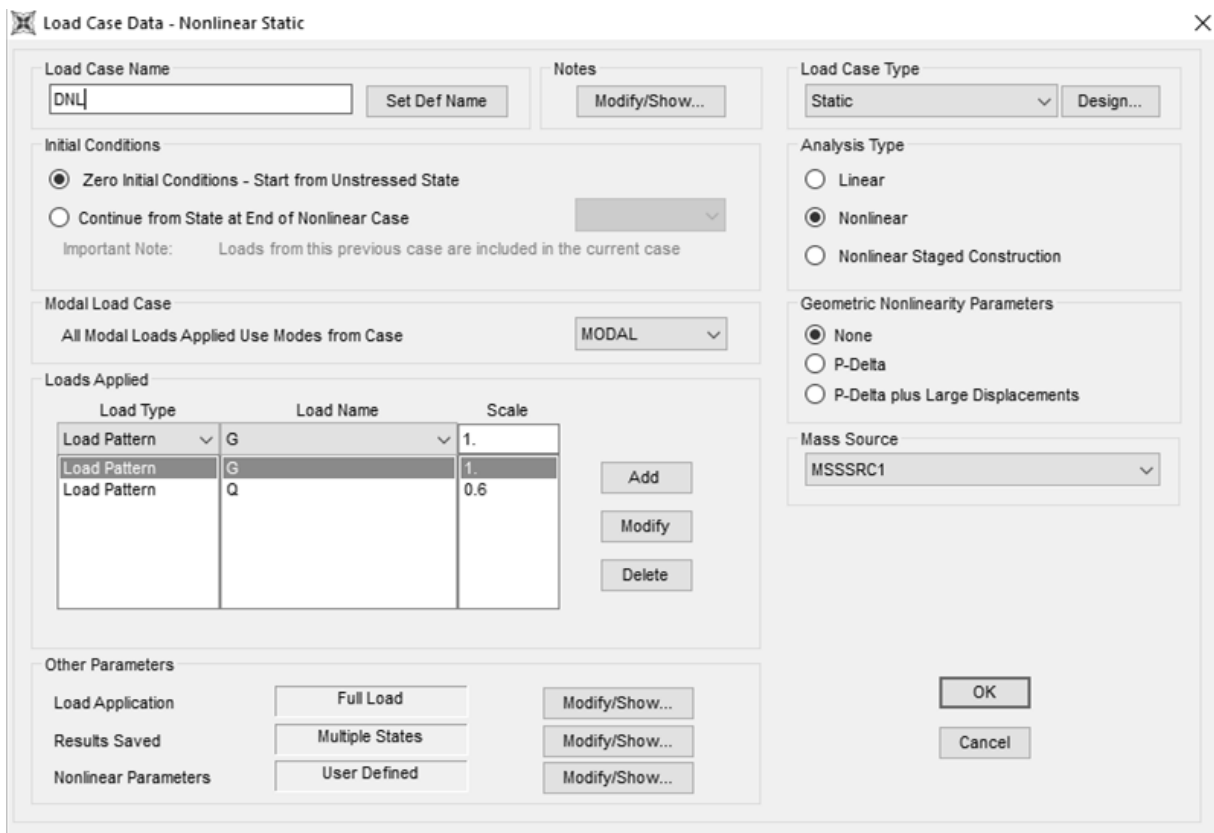 Load Case Data - Nonlinear Static
Load Case Name
DNL
Set Def Name
Notes
Modify/Show...
Load Case Type
Static
Design...
Initial Conditions
Zero Initial Conditions - Start from Unstressed State
Continue from State at End of Nonlinear Case
Important Note: Loads from this previous case are included in the current case
Analysis Type
Linear
Nonlinear
Nonlinear Staged Construction
Modal Load Case
All Modal Loads Applied Use Modes from Case
MODAL
Geometric Nonlinearity Parameters
None
P-Delta
P-Delta plus Large Displacements
Loads Applied
Load Type Load Name Scale
Load Pattern G 1.
Load Pattern G 1.
Load Pattern Q 0.6
Add
Modify
Delete
Mass Source
MSSSRC1
Other Parameters
Load Application Full Load Modify/Show...
Results Saved Multiple States Modify/Show...
Nonlinear Parameters User Defined Modify/Show...
OK
Cancel